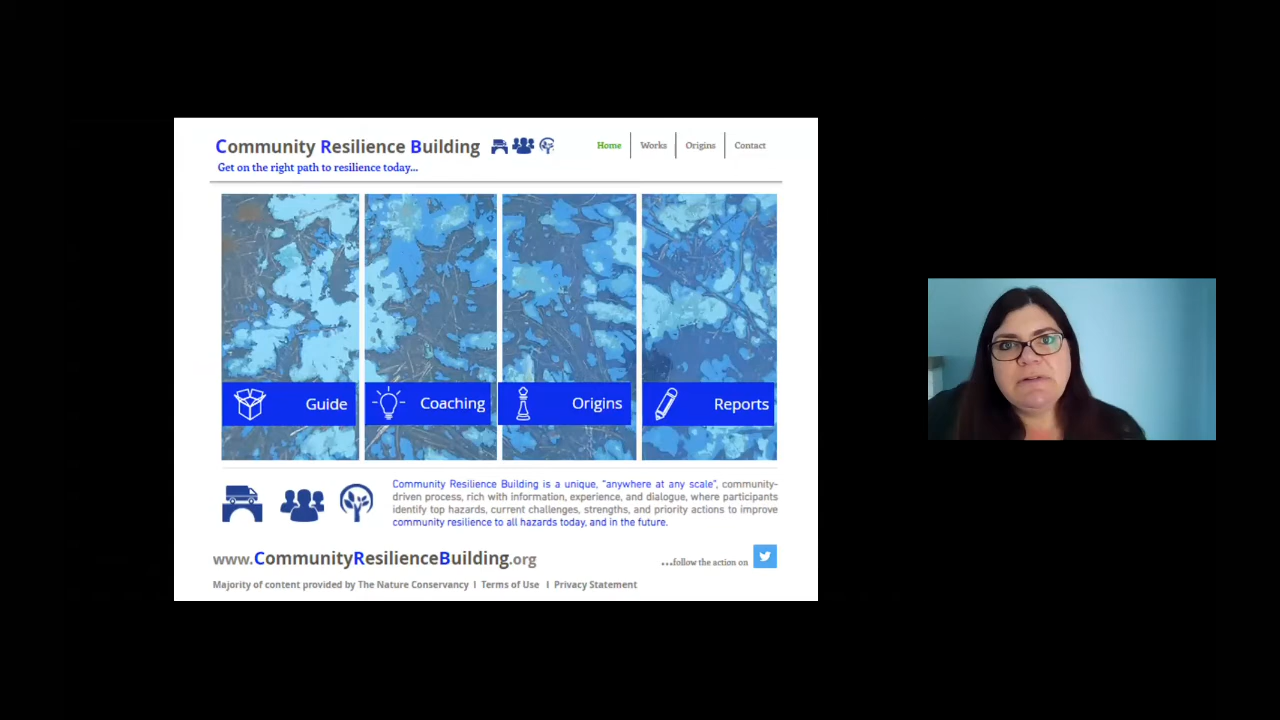 Community Resilience Building
Home
Works
Origins
Contact
Get on the right path to resilience today...
Guide
Coaching
Origins
Reports
Community Resilience Building is a unique, “anywhere at any scale”, community-
driven process, rich with information, experience, and dialogue, where participants
identify top hazards, current challenges, strengths, and priority actions to improve
community resilience to all hazards today, and in the future.
www.CommunityResilienceBuilding.org
...follow the action on
Majority of content provided by The Nature Conservancy I Terms of Use I Privacy Statement